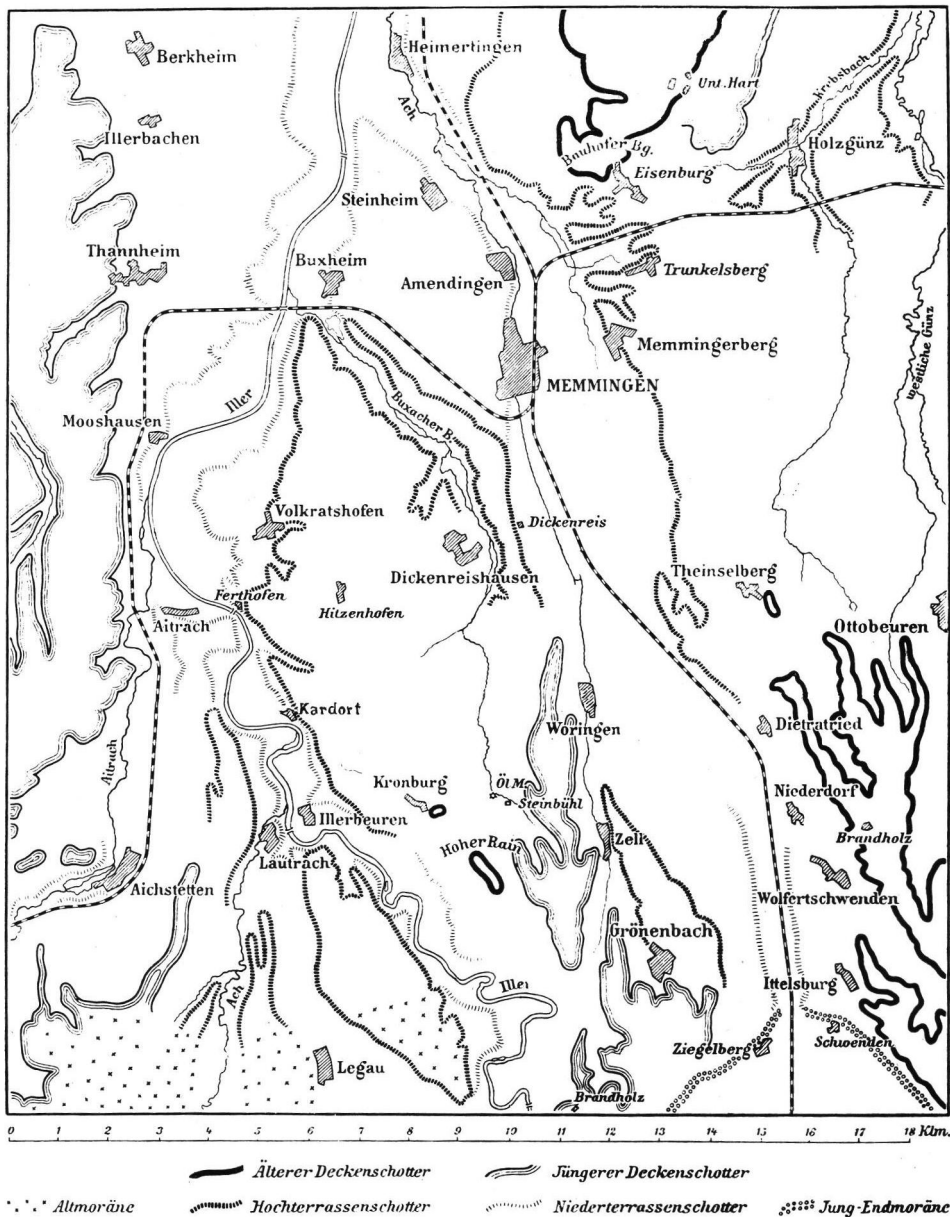 Berkheim
Heimertingen
Unt. Hart
Krebsbach
Ach
Illerbachen
Bauhofer Bg.
Holzgünz
Eisenburg
Steinheim
Thannheim
Buxheim
Amendingen
Trunkelsberg
Memmingerberg
westliche Günz
MEMMINGEN
Iller
Mooshausen
Buxacher B.
Volkratshofen
Dickenreis
Dickenreishausen
Theinselberg
Ferthofen
Hitzenhofen
Aitrach
Ottobeuren
Kardorf
Woringen
Dietratried
Aitrach
Kronburg
Öl M.
Steinbühl
Niederdorf
Illerbeuren
Hoher Rain
Zell
Brandholz
Lautrach
Aichstetten
Wolfertschwenden
Grönenbach
Iller
Ittelsburg
Ach
Ziegelberg
Schwenden
Legau
Brandholz
0 1 2 3 4 5 6 7 8 9 10 11 12 13 14 15 16 17 18 Klm.
Älterer Deckenschotter Jüngerer Deckenschotter
Altmoräne Hochterrassenschotter Niederterrassenschotter Jung-Endmoräne